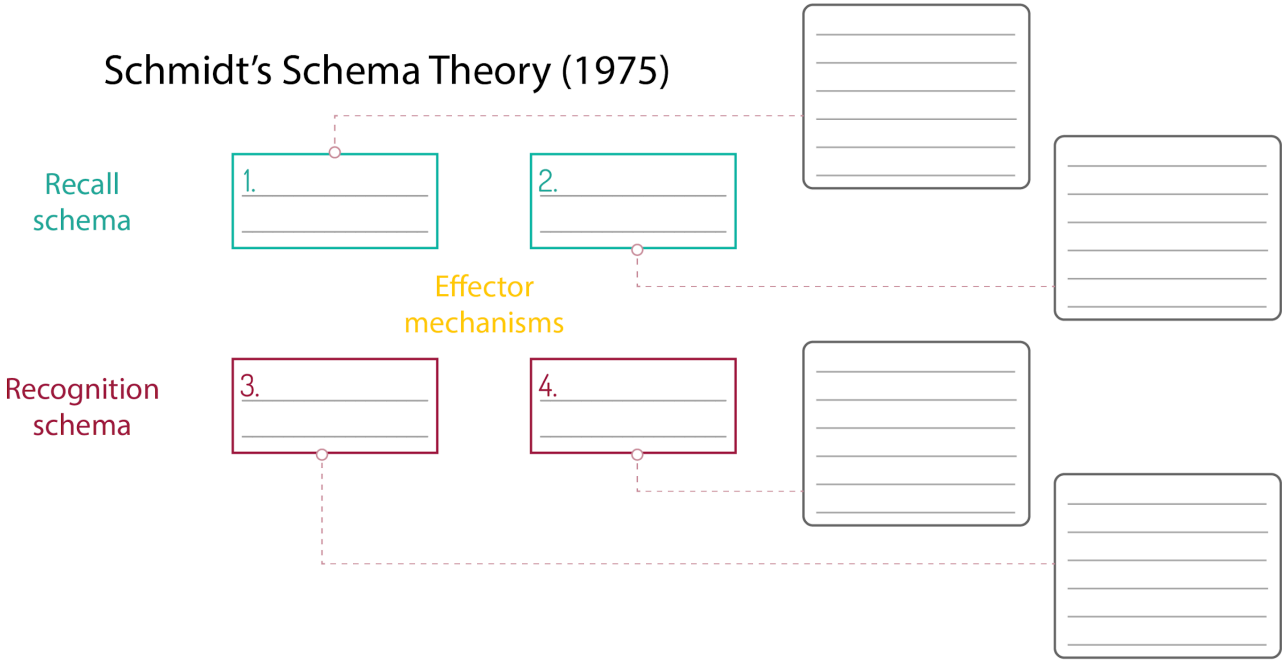 Schmidt's Schema Theory (1975)
Recall
schema
1.
2.
Effector
mechanisms
Recognition
schema
3.
4.